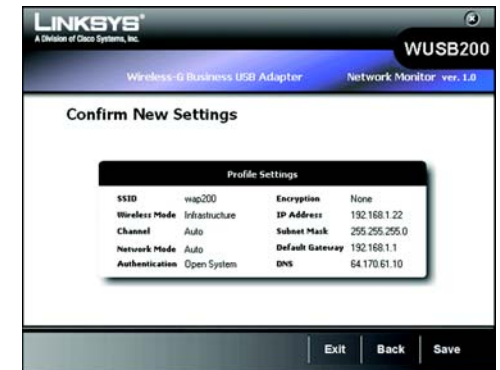 LINKSYS®
A Division of Cisco Systems, Inc.
WUSB200
Wireless-G Business USB Adapter Network Monitor ver. 1.0
Confirm New Settings
Profile Settings
SSID wap200 Encryption None
Wireless Mode Infrastructure IP Address 192.168.1.22
Channel Auto Subnet Mask 255.255.255.0
Network Mode Auto Default Gateway 192.168.1.1
Authentication Open System DNS 64.170.61.10
Exit Back Save